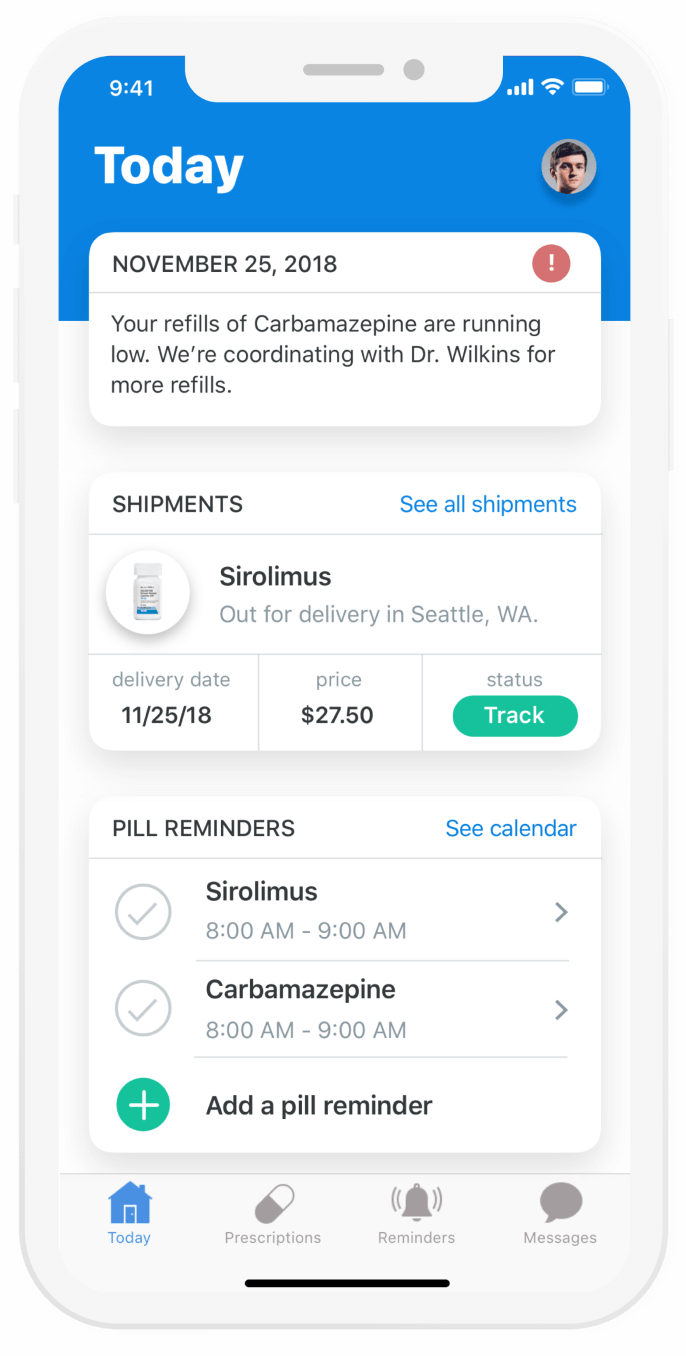 9:41
Today
NOVEMBER 25, 2018
!
Your refills of Carbamazepine are running
low. We’re coordinating with Dr. Wilkins for
more refills.
SHIPMENTS
See all shipments
Sirolimus
Out for delivery in Seattle, WA.
delivery date
price
status
11/25/18
$27.50
Track
PILL REMINDERS
See calendar
Sirolimus
8:00 AM - 9:00 AM
Carbamazepine
8:00 AM - 9:00 AM
Add a pill reminder
Today
Prescriptions
Reminders
Messages